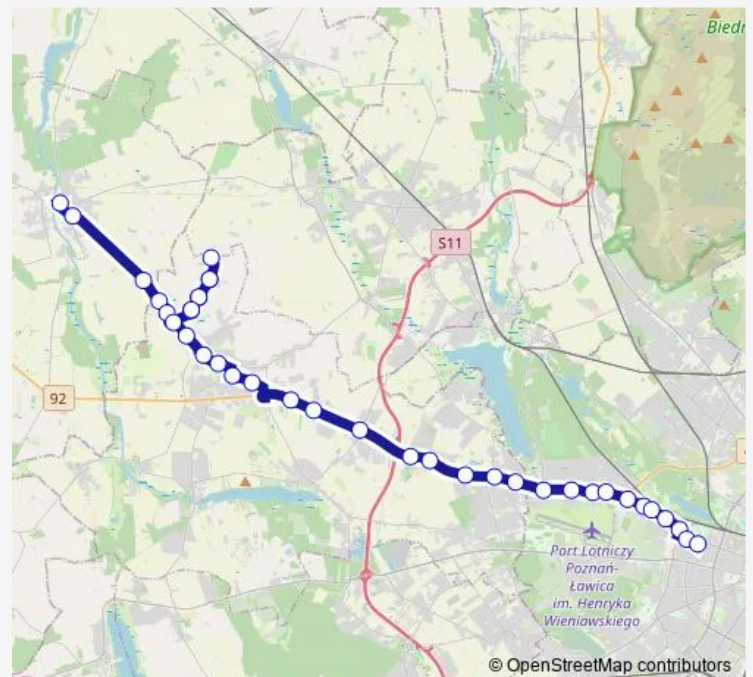 Biedr
S11
92
Port Lotniczy
Poznań-
Ławica
im. Henryka
Wieniawskiego
© OpenStreetMap contributors